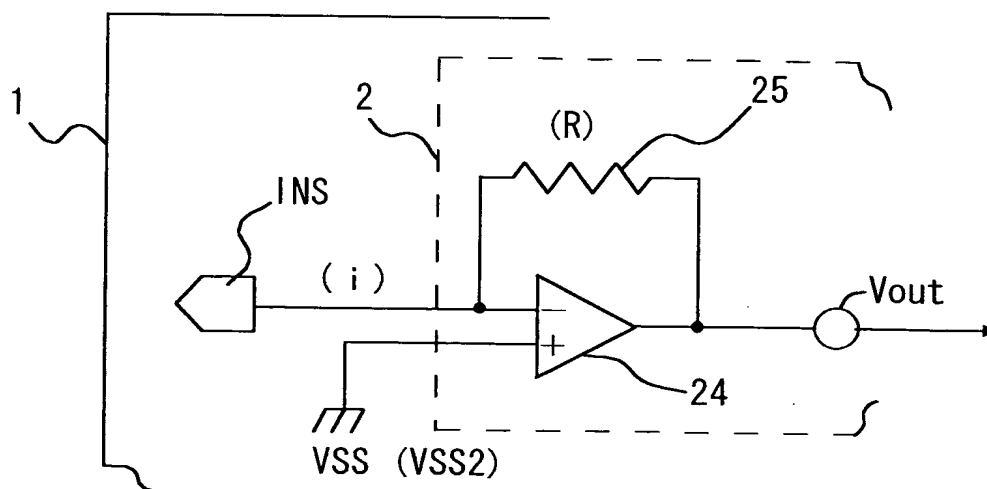 1
2
(R)
25
INS
(i)
Vout
−
+
24
VSS (VSS2)